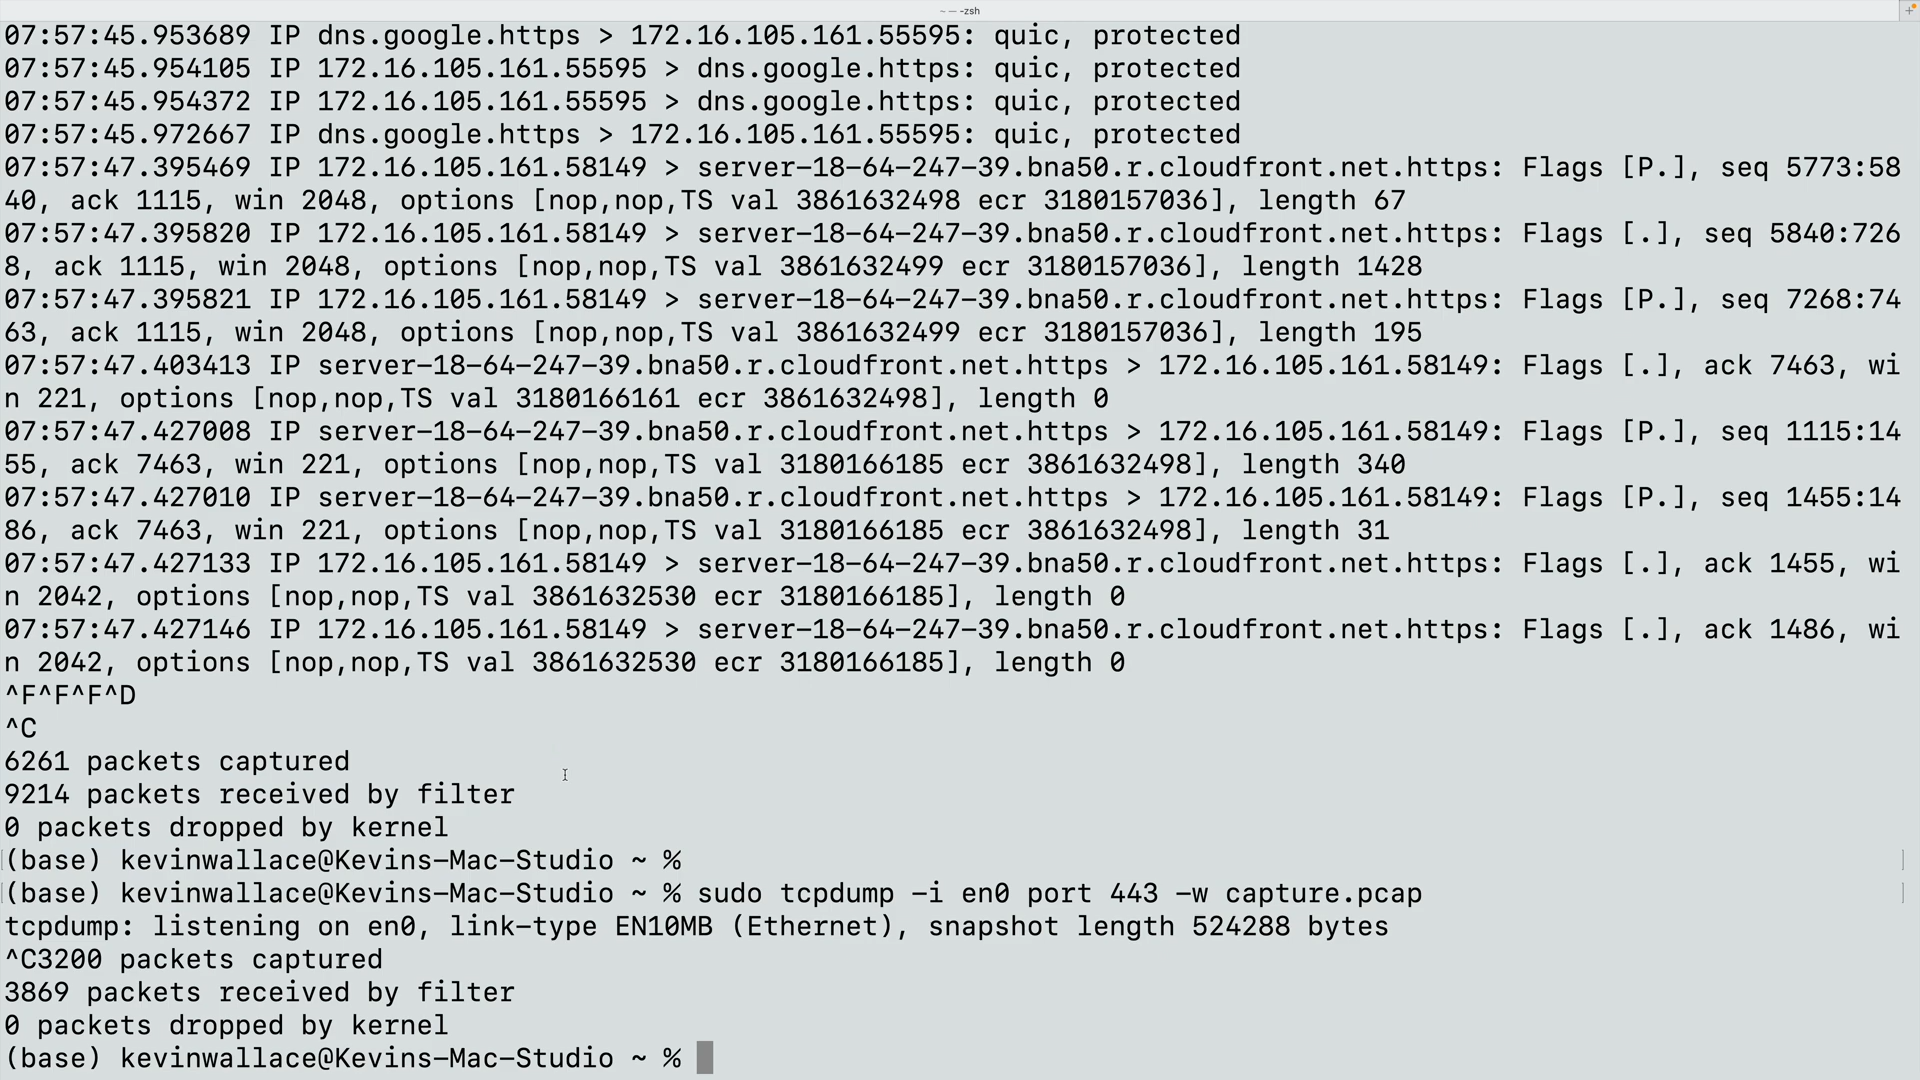 ~ — -zsh
07:57:45.953689 IP dns.google.https > 172.16.105.161.55595: quic, protected
07:57:45.954105 IP 172.16.105.161.55595 > dns.google.https: quic, protected
07:57:45.954372 IP 172.16.105.161.55595 > dns.google.https: quic, protected
07:57:45.972667 IP dns.google.https > 172.16.105.161.55595: quic, protected
07:57:47.395469 IP 172.16.105.161.58149 > server-18-64-247-39.bna50.r.cloudfront.net.https: Flags [P.], seq 5773:58
40, ack 1115, win 2048, options [nop,nop,TS val 3861632498 ecr 3180157036], length 67
07:57:47.395820 IP 172.16.105.161.58149 > server-18-64-247-39.bna50.r.cloudfront.net.https: Flags [.], seq 5840:726
8, ack 1115, win 2048, options [nop,nop,TS val 3861632499 ecr 3180157036], length 1428
07:57:47.395821 IP 172.16.105.161.58149 > server-18-64-247-39.bna50.r.cloudfront.net.https: Flags [P.], seq 7268:74
63, ack 1115, win 2048, options [nop,nop,TS val 3861632499 ecr 3180157036], length 195
07:57:47.403413 IP server-18-64-247-39.bna50.r.cloudfront.net.https > 172.16.105.161.58149: Flags [.], ack 7463, wi
n 221, options [nop,nop,TS val 3180166161 ecr 3861632498], length 0
07:57:47.427008 IP server-18-64-247-39.bna50.r.cloudfront.net.https > 172.16.105.161.58149: Flags [P.], seq 1115:14
55, ack 7463, win 221, options [nop,nop,TS val 3180166185 ecr 3861632498], length 340
07:57:47.427010 IP server-18-64-247-39.bna50.r.cloudfront.net.https > 172.16.105.161.58149: Flags [P.], seq 1455:14
86, ack 7463, win 221, options [nop,nop,TS val 3180166185 ecr 3861632498], length 31
07:57:47.427133 IP 172.16.105.161.58149 > server-18-64-247-39.bna50.r.cloudfront.net.https: Flags [.], ack 1455, wi
n 2042, options [nop,nop,TS val 3861632530 ecr 3180166185], length 0
07:57:47.427146 IP 172.16.105.161.58149 > server-18-64-247-39.bna50.r.cloudfront.net.https: Flags [.], ack 1486, wi
n 2042, options [nop,nop,TS val 3861632530 ecr 3180166185], length 0
^F^F^F^D
^C
6261 packets captured
9214 packets received by filter
0 packets dropped by kernel
(base) kevinwallace@Kevins-Mac-Studio ~ %
(base) kevinwallace@Kevins-Mac-Studio ~ % sudo tcpdump -i en0 port 443 -w capture.pcap
tcpdump: listening on en0, link-type EN10MB (Ethernet), snapshot length 524288 bytes
^C3200 packets captured
3869 packets received by filter
0 packets dropped by kernel
(base) kevinwallace@Kevins-Mac-Studio ~ %